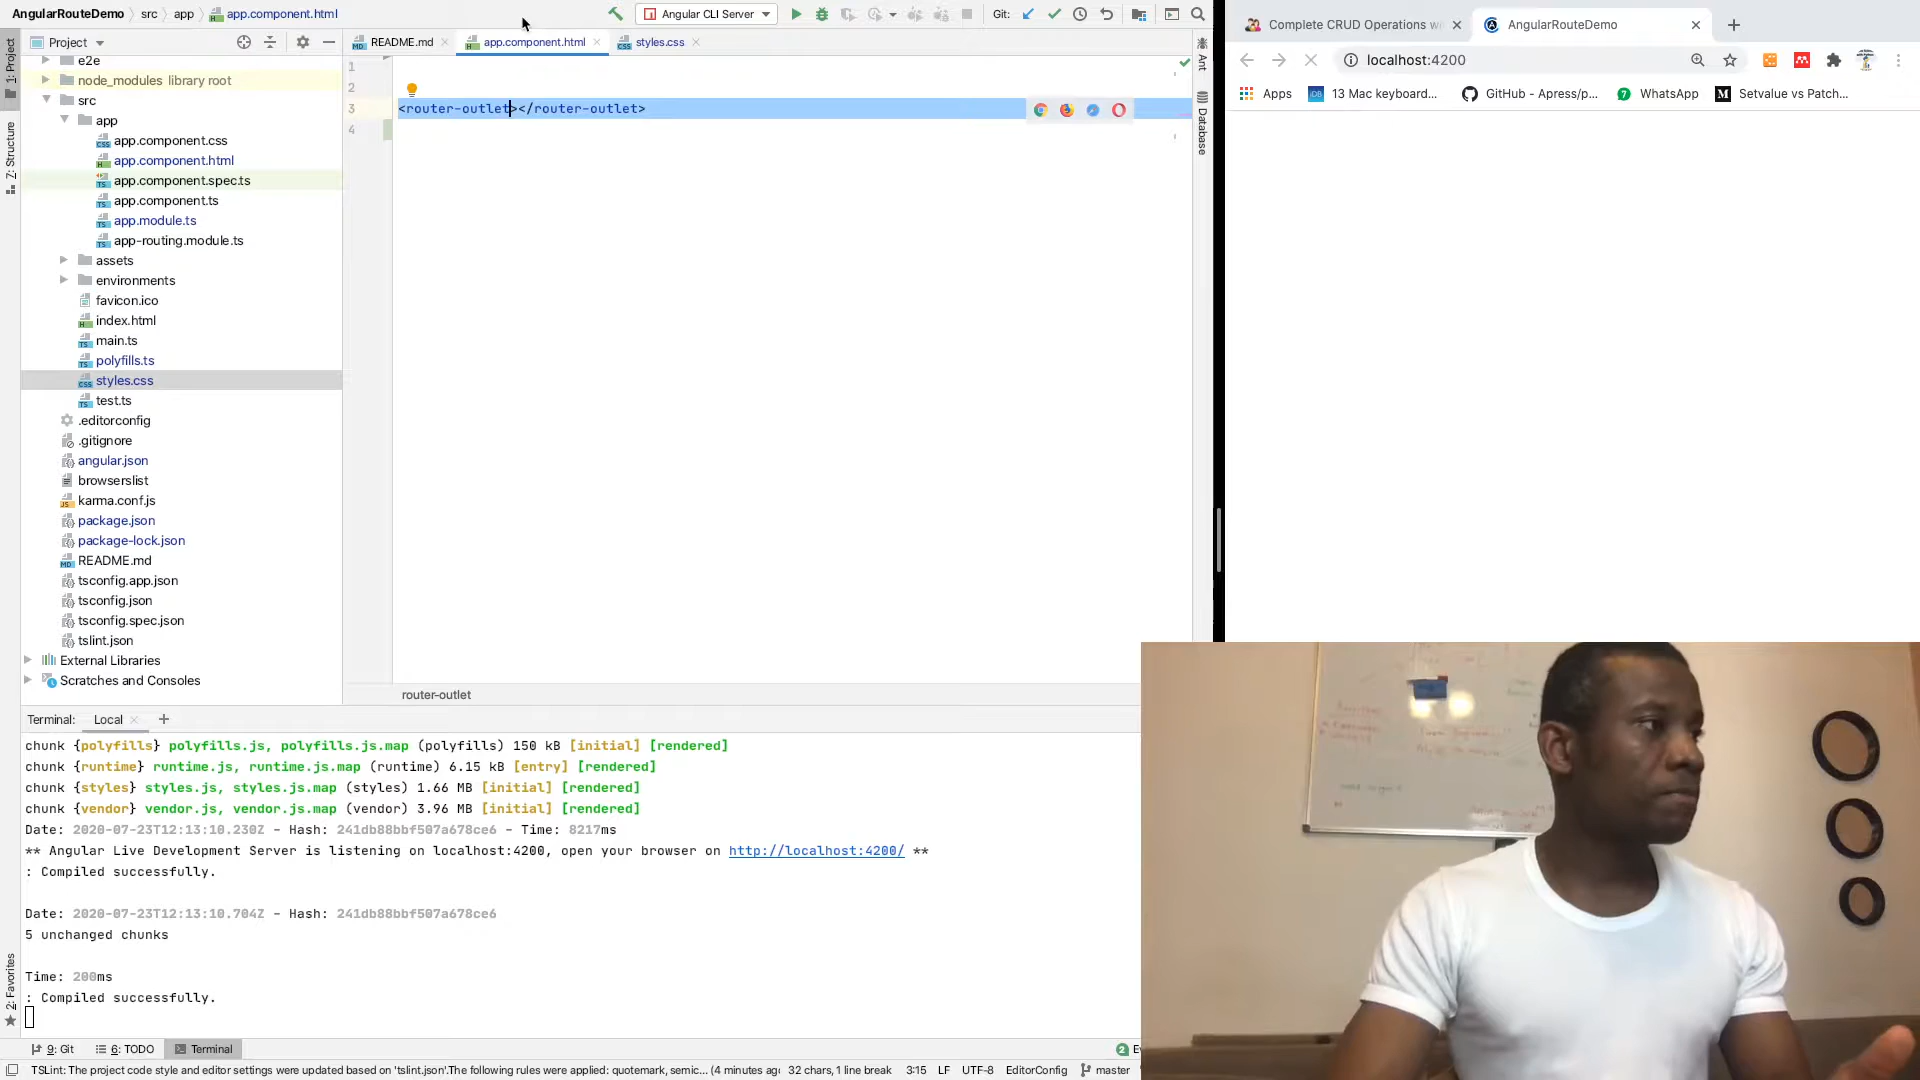 AngularRouteDemo src app app.component.html
Angular CLI Server
Git:
Complete CRUD Operations w
AngularRouteDemo
localhost:4200
Apps
13 Mac keyboard...
GitHub - Apress/p...
WhatsApp
Setvalue vs Patch...
Project
README.md
app.component.html
styles.css
1: Project
Z: Structure
2: Favorites
Ant
Database
e2e
node_modules library root
src
app
app.component.css
app.component.html
app.component.spec.ts
app.component.ts
app.module.ts
app-routing.module.ts
assets
environments
favicon.ico
index.html
main.ts
polyfills.ts
styles.css
test.ts
.editorconfig
.gitignore
angular.json
browserslist
karma.conf.js
package.json
package-lock.json
README.md
tsconfig.app.json
tsconfig.json
tsconfig.spec.json
tslint.json
External Libraries
Scratches and Consoles
1
2
3 <router-outlet></router-outlet>
4
router-outlet
Terminal: Local
chunk {polyfills} polyfills.js, polyfills.js.map (polyfills) 150 kB [initial] [rendered]
chunk {runtime} runtime.js, runtime.js.map (runtime) 6.15 kB [entry] [rendered]
chunk {styles} styles.js, styles.js.map (styles) 1.66 MB [initial] [rendered]
chunk {vendor} vendor.js, vendor.js.map (vendor) 3.96 MB [initial] [rendered]
Date: 2020-07-23T12:13:10.230Z - Hash: 241db88bbf507a678ce6 - Time: 8217ms
** Angular Live Development Server is listening on localhost:4200, open your browser on http://localhost:4200/ **
: Compiled successfully.
Date: 2020-07-23T12:13:10.704Z - Hash: 241db88bbf507a678ce6
5 unchanged chunks
Time: 200ms
: Compiled successfully.
9: Git
6: TODO
Terminal
2
TSLint: The project code style and editor settings were updated based on 'tslint.json'.The following rules were applied: quotemark, semic... (4 minutes agc
32 chars, 1 line break
3:15
LF
UTF-8
EditorConfig
master